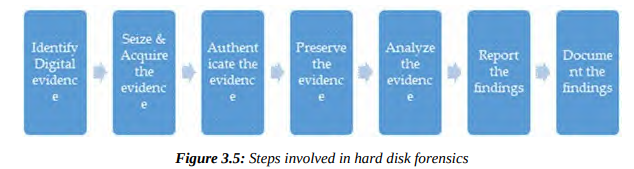 Identify
Digital
evidenc
e
Seize &
Acquire
the
evidenc
e
Authent
icate the
evidenc
e
Preserve
the
evidenc
e
Analyze
the
evidenc
e
Report
the
findings
Docume
nt the
findings
Figure 3.5: Steps involved in hard disk forensics